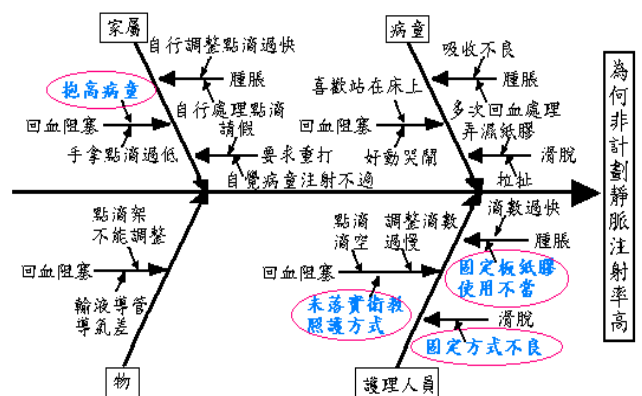 家屬
病童
自行調整點滴過快
腫脹
抱高病童
自行處理點滴
回血阻塞
手拿點滴過低
請假
要求重打
自覺病童注射不適
吸收不良
腫脹
喜歡站在床上
多次回血處理
回血阻塞
好動哭鬧
弄濕紙膠
滑脫
拉扯
為何非計劃靜脈注射率高
點滴架
不能調整
回血阻塞
輸液導管
導氣差
點滴
滴空
調整滴數
過慢
回血阻塞
未落實衛教
照護方式
滴數過快
腫脹
固定板紙膠
使用不當
滑脫
固定方式不良
物
護理人員